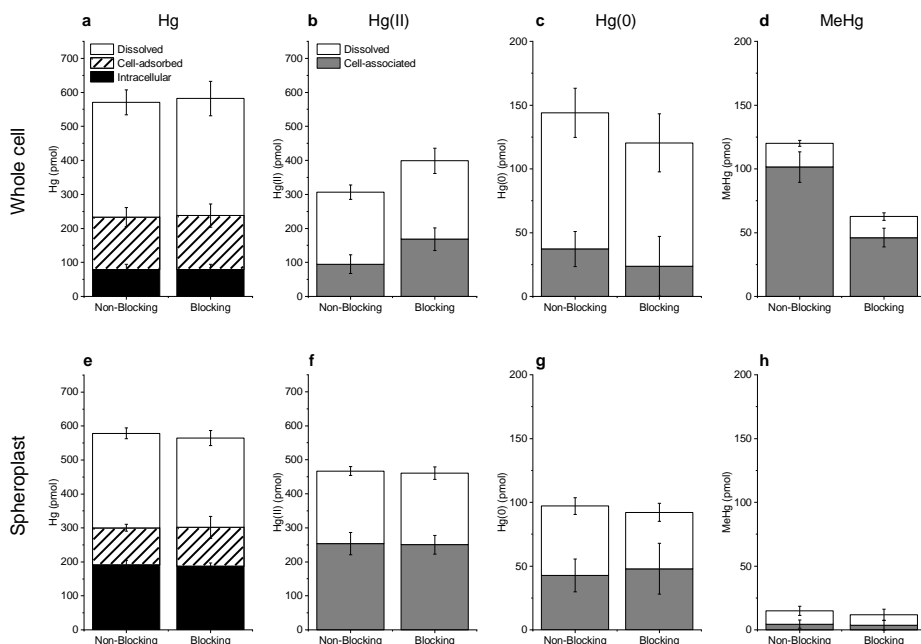 a Hg
b Hg(II)
c Hg(0)
d MeHg
Whole cell
Hg (pmol)
700
600
500
400
300
200
100
0
Dissolved
Cell-adsorbed
Intracellular
Non-Blocking Blocking
Hg(II) (pmol)
700
600
500
400
300
200
100
0
Dissolved
Cell-associated
Non-Blocking Blocking
Hg(0) (pmol)
200
150
100
50
0
Non-Blocking Blocking
MeHg (pmol)
200
150
100
50
0
Non-Blocking Blocking
Spheroplast
e
Hg (pmol)
700
600
500
400
300
200
100
0
Non-Blocking Blocking
f
Hg(II) (pmol)
700
600
500
400
300
200
100
0
Non-Blocking Blocking
g
Hg(0) (pmol)
200
150
100
50
0
Non-Blocking Blocking
h
MeHg (pmol)
200
150
100
50
0
Non-Blocking Blocking